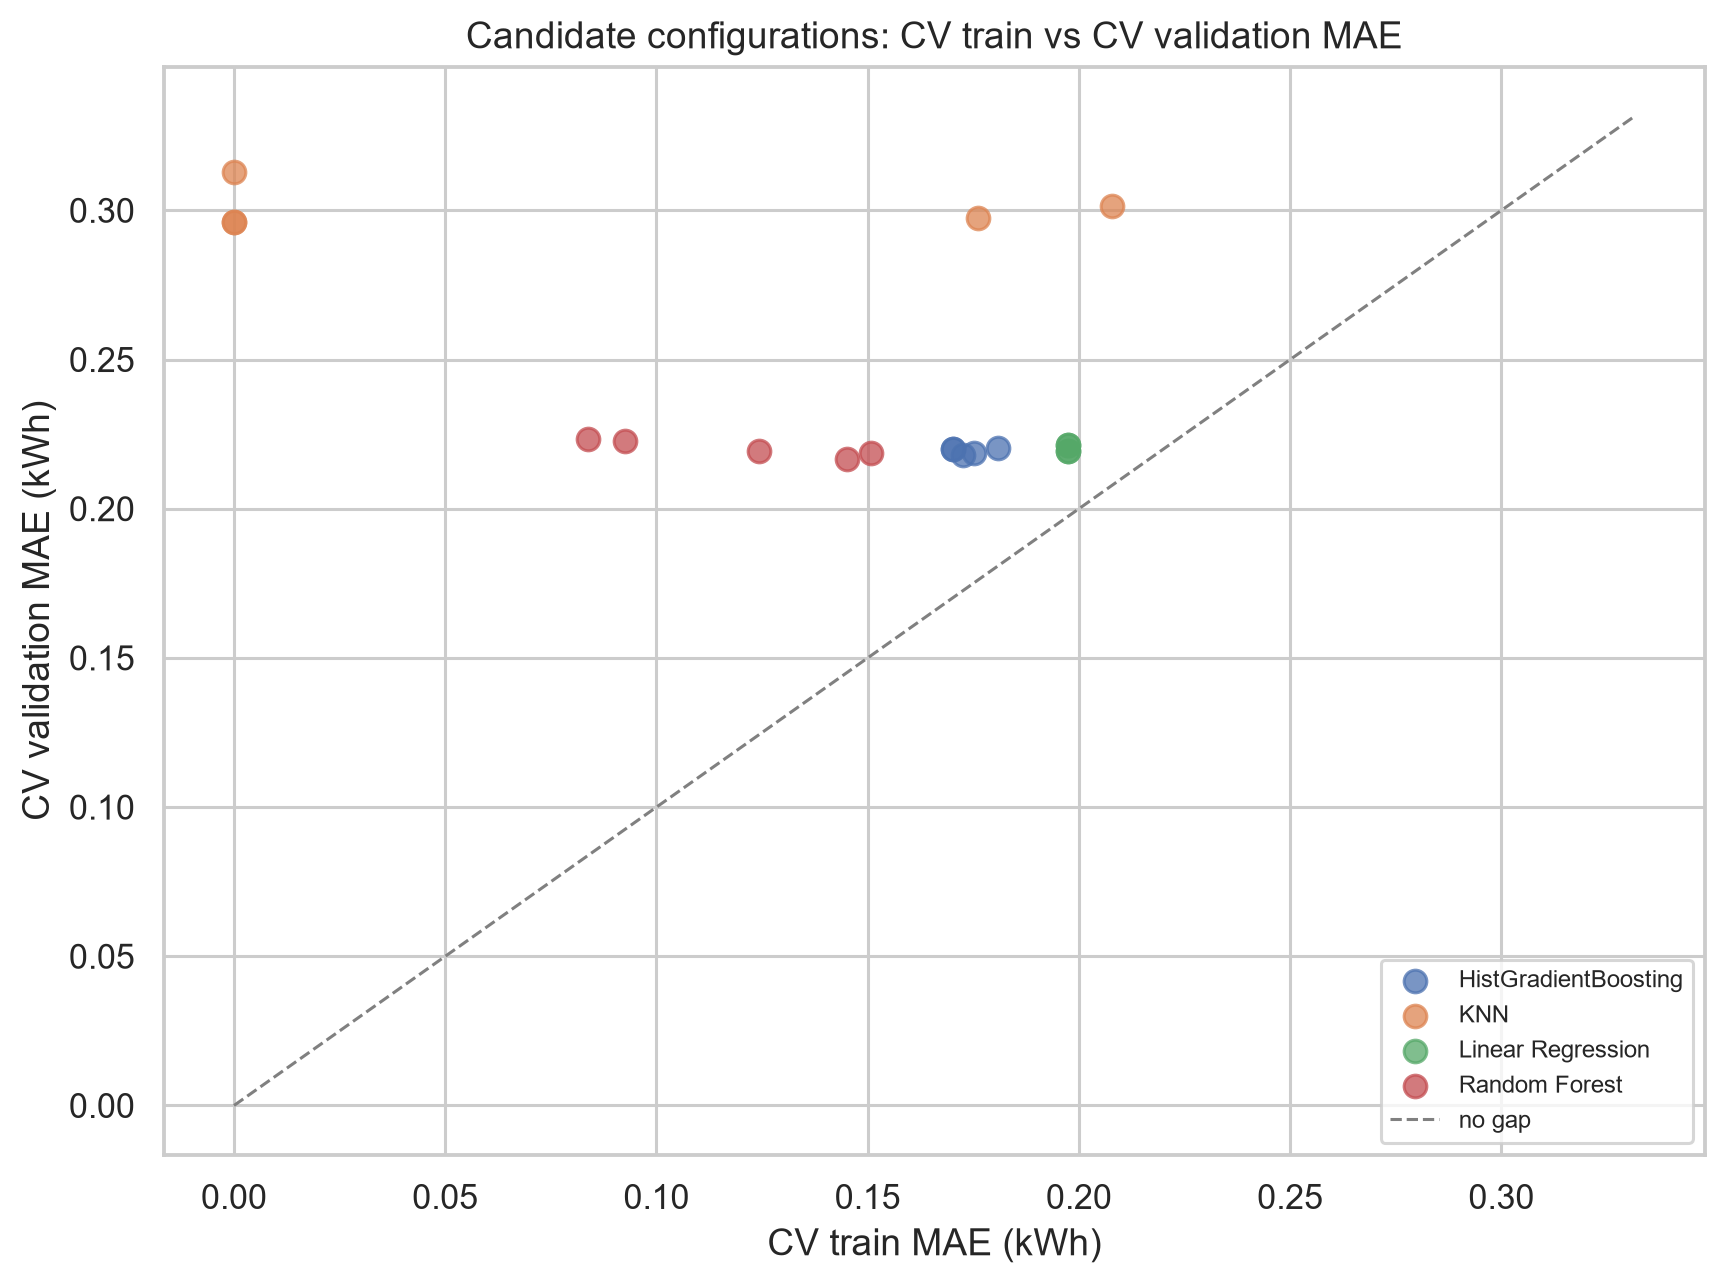 Candidate configurations: CV train vs CV validation MAE
CV validation MAE (kWh)
0.30
0.25
0.20
0.15
0.10
0.05
0.00
HistGradientBoosting
KNN
Linear Regression
Random Forest
no gap
0.00 0.05 0.10 0.15 0.20 0.25 0.30
CV train MAE (kWh)